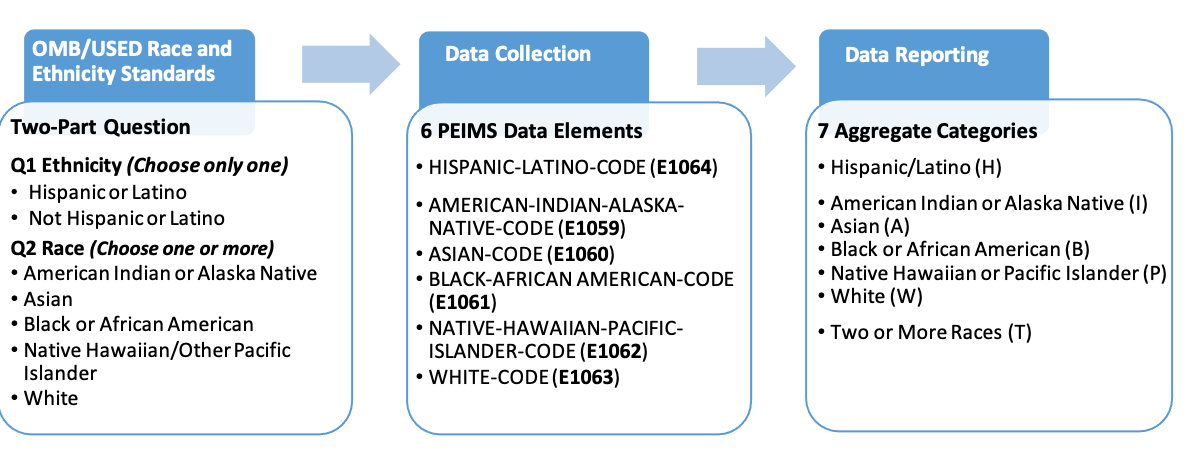 OMB/USED Race and
Ethnicity Standards
Two-Part Question
Q1 Ethnicity (Choose only one)
• Hispanic or Latino
• Not Hispanic or Latino
Q2 Race (Choose one or more)
• American Indian or Alaska Native
• Asian
• Black or African American
• Native Hawaiian/Other Pacific
Islander
• White
Data Collection
6 PEIMS Data Elements
• HISPANIC-LATINO-CODE (E1064)
• AMERICAN-INDIAN-ALASKA-
NATIVE-CODE (E1059)
• ASIAN-CODE (E1060)
• BLACK-AFRICAN AMERICAN-CODE
(E1061)
• NATIVE-HAWAIIAN-PACIFIC-
ISLANDER-CODE (E1062)
• WHITE-CODE (E1063)
Data Reporting
7 Aggregate Categories
• Hispanic/Latino (H)
• American Indian or Alaska Native (I)
• Asian (A)
• Black or African American (B)
• Native Hawaiian or Pacific Islander (P)
• White (W)
• Two or More Races (T)